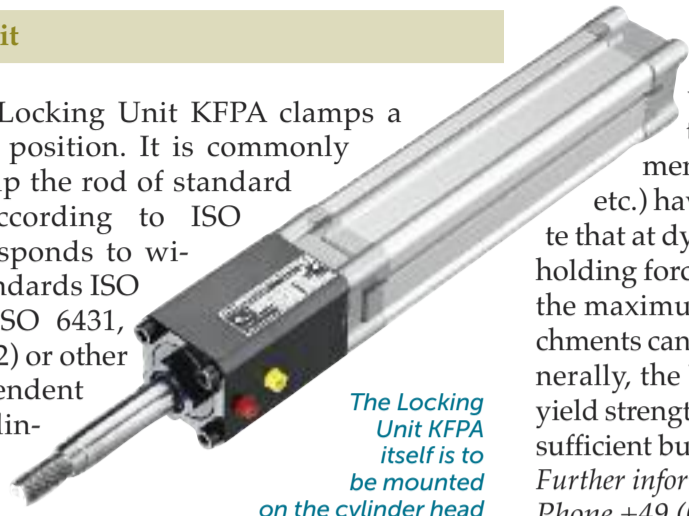 it
Locking Unit KFPA clamps a
position. It is commonly
up the rod of standard
according to ISO
sponds to wi-
ndards ISO
ISO 6431,
2) or other
endent
lin-
The Locking
Unit KFPA
itself is to
be mounted
on the cylinder head
etc.) hav
te that at dy
holding forc
the maximu
chments can
nerally, the
yield strengt
sufficient bu
Further infor
Phone +49 (